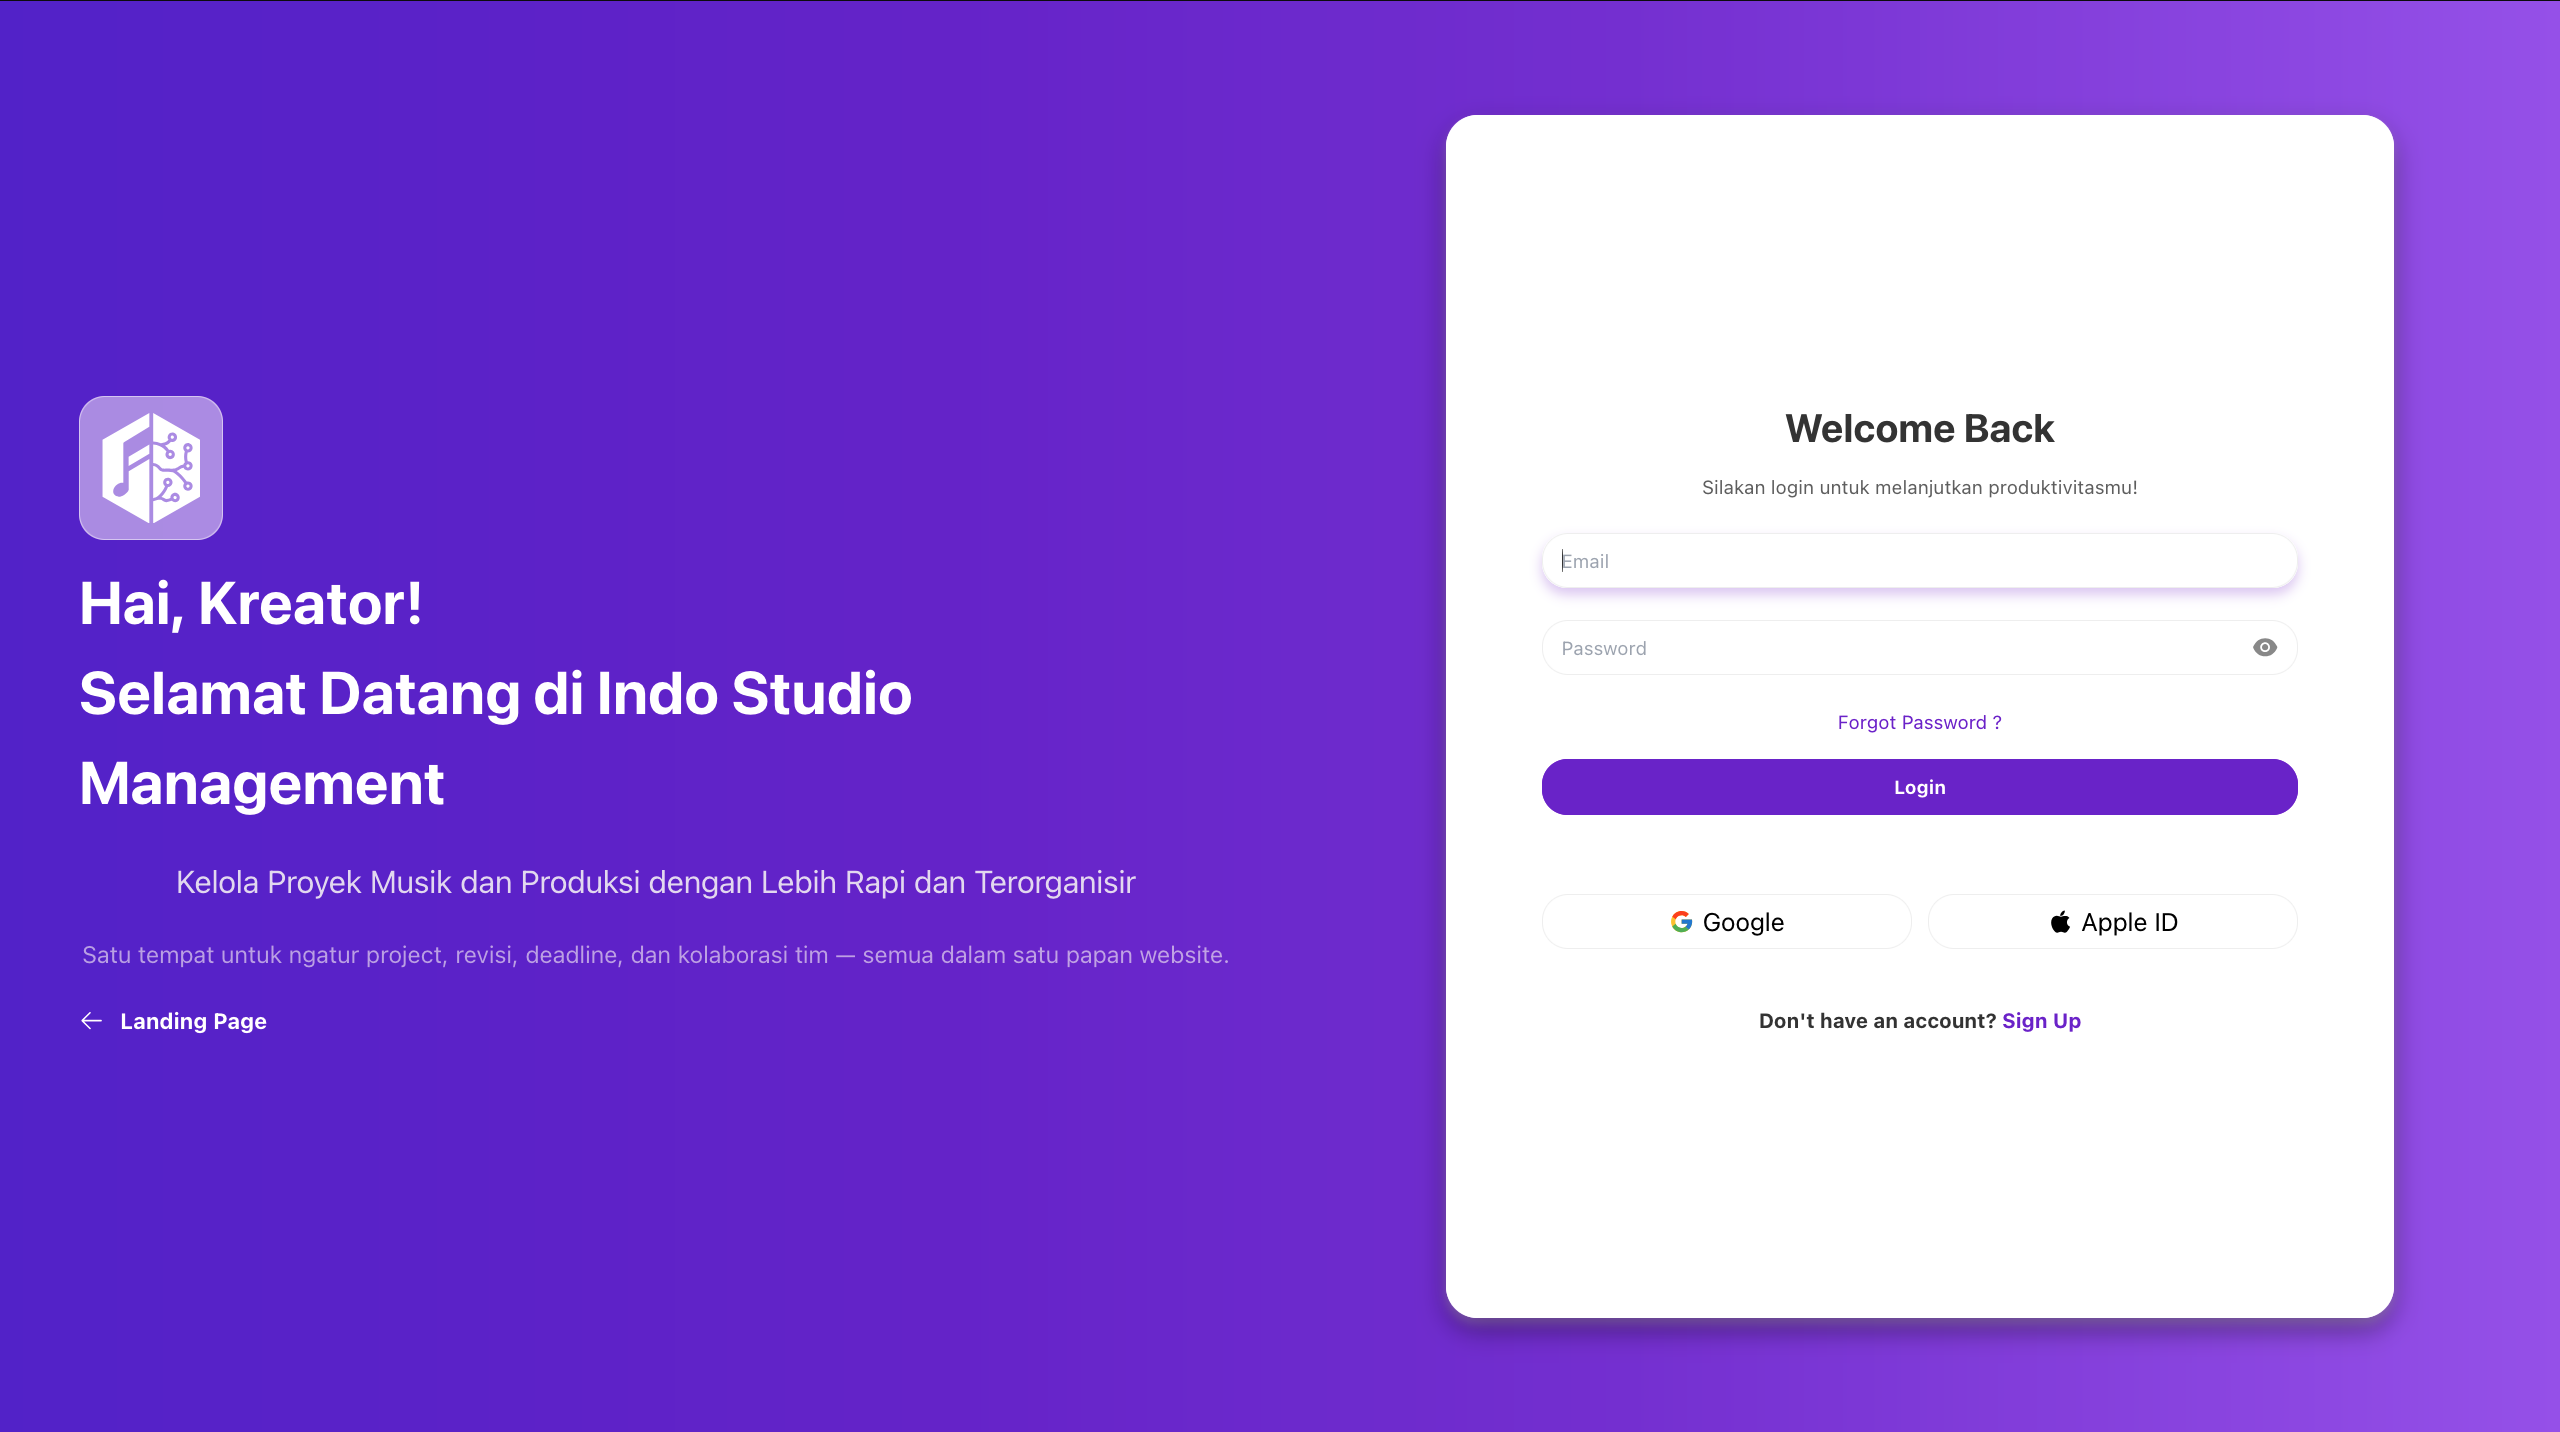 Hai, Kreator!
Selamat Datang di Indo Studio
Management
Kelola Proyek Musik dan Produksi dengan Lebih Rapi dan Terorganisir
Satu tempat untuk ngatur project, revisi, deadline, dan kolaborasi tim — semua dalam satu papan website.
← Landing Page
Welcome Back
Silakan login untuk melanjutkan produktivitasmu!
Email
Password
Forgot Password ?
Login
Google
Apple ID
Don't have an account? Sign Up